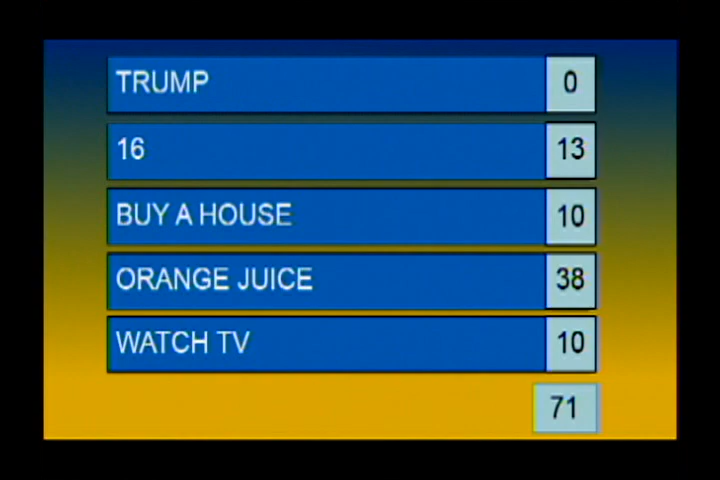 TRUMP 0
16 13
BUY A HOUSE 10
ORANGE JUICE 38
WATCH TV 10
71